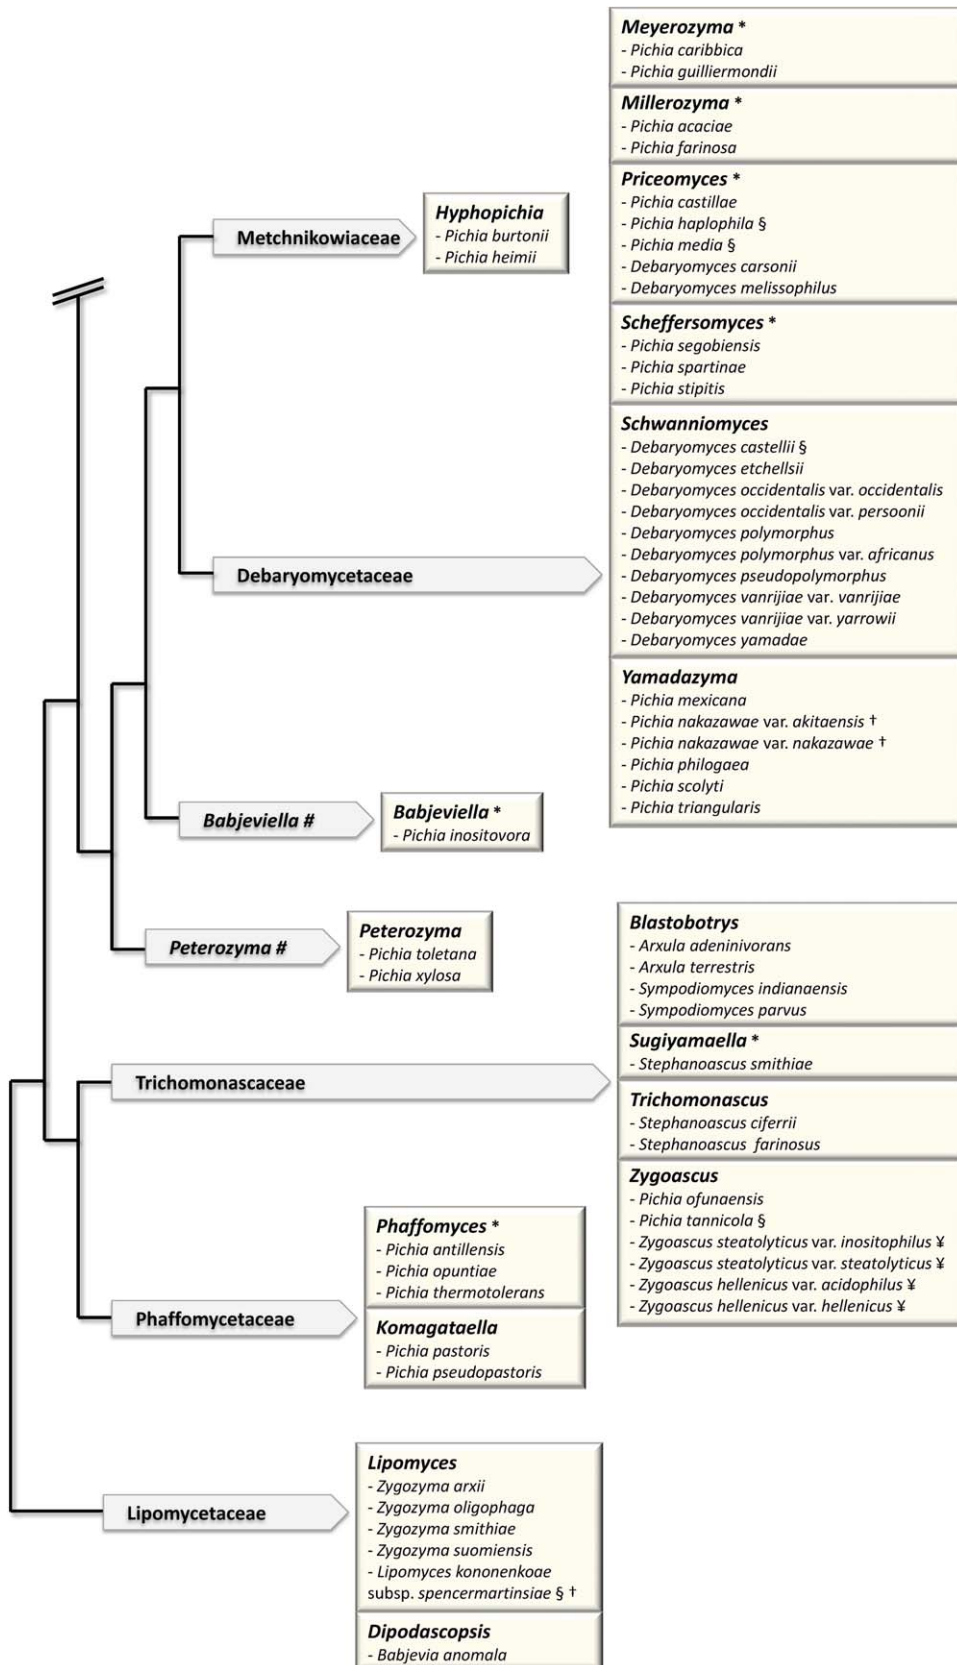 Meyerozyma *
- Pichia caribbica
- Pichia guilliermondii
Millerozyma *
- Pichia acaciae
- Pichia farinosa
Priceomyces *
- Pichia castillae
- Pichia haplophila §
- Pichia media §
- Debaryomyces carsonii
- Debaryomyces melissophilus
Metchnikowiaceae
Hyphopichia
- Pichia burtonii
- Pichia heimii
Scheffersomyces *
- Pichia segobiensis
- Pichia spartinae
- Pichia stipitis
Schwanniomyces
- Debaryomyces castellii §
- Debaryomyces etchellsii
- Debaryomyces occidentalis var. occidentalis
- Debaryomyces occidentalis var. persoonii
- Debaryomyces polymorphus
- Debaryomyces polymorphus var. africanus
- Debaryomyces pseudopolymorphus
- Debaryomyces vanrijiae var. vanrijiae
- Debaryomyces vanrijiae var. yarrowii
- Debaryomyces yamadae
Debaryomycetaceae
Yamadazyma
- Pichia mexicana
- Pichia nakazawae var. akitaensis †
- Pichia nakazawae var. nakazawae †
- Pichia philogaea
- Pichia scolyti
- Pichia triangularis
Babjeviella #
Babjeviella *
- Pichia inositovora
Peterozyma #
Peterozyma
- Pichia toletana
- Pichia xylosa
Blastobotrys
- Arxula adeninivorans
- Arxula terrestris
- Sympodiomyces indianaensis
- Sympodiomyces parvus
Trichomonascaceae
Sugiyamaella *
- Stephanoascus smithiae
Trichomonascus
- Stephanoascus ciferrii
- Stephanoascus farinosus
Zygoascus
- Pichia ofunaensis
- Pichia tannicola §
- Zygoascus steatolyticus var. inositophilus ¥
- Zygoascus steatolyticus var. steatolyticus ¥
- Zygoascus hellenicus var. acidophilus ¥
- Zygoascus hellenicus var. hellenicus ¥
Phaffomycetaceae
Phaffomyces *
- Pichia antillensis
- Pichia opuntiae
- Pichia thermotolerans
Komagataella
- Pichia pastoris
- Pichia pseudopastoris
Lipomycetaceae
Lipomyces
- Zygozyma arxii
- Zygozyma oligophaga
- Zygozyma smithiae
- Zygozyma suomiensis
- Lipomyces kononenkoae
subsp. spencermartinsiae § †
Dipodascopsis
- Babjevia anomala